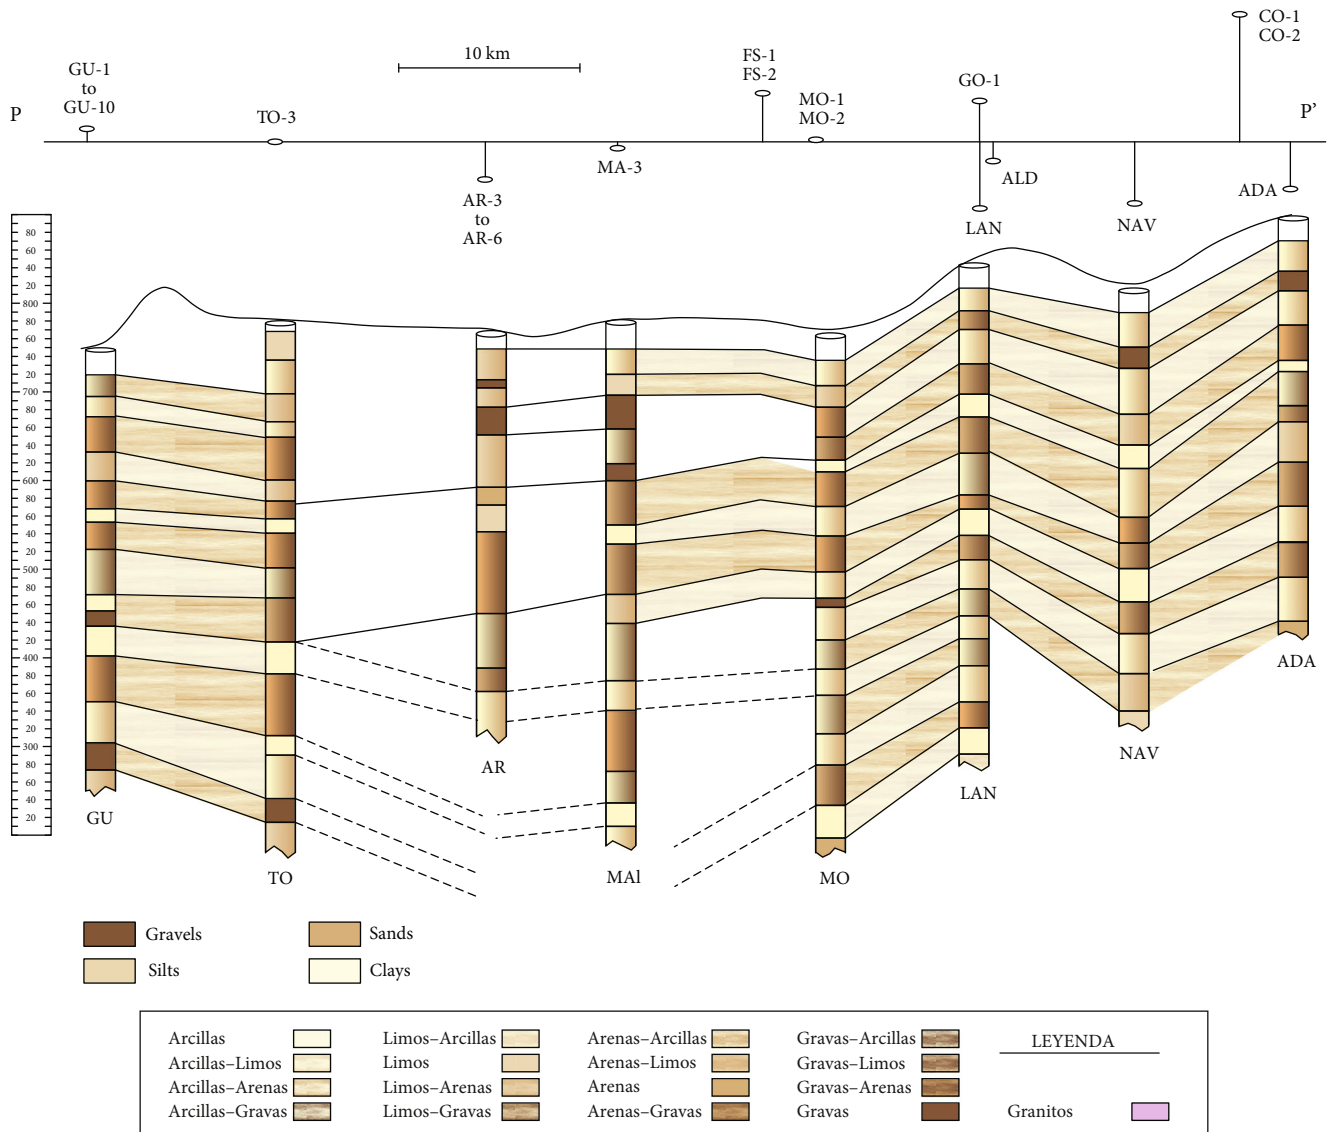 CO-1
CO-2
FS-1
FS-2
10 km
GU-1
to
GU-10
GO-1
MO-1
MO-2
P
TO-3
P'
MA-3
ALD
AR-3
to
AR-6
ADA
LAN
NAV
80
60
40
20
800
80
60
40
20
700
80
60
40
20
600
80
60
40
20
500
80
60
40
20
400
80
60
40
20
300
80
60
40
20
ADA
NAV
AR
LAN
GU
TO
MAl
MO
Gravels
Sands
Silts
Clays
Arcillas
Limos–Arcillas
Arenas–Arcillas
Gravas–Arcillas
LEYENDA
Arcillas–Limos
Limos
Arenas–Limos
Gravas–Limos
Arcillas–Arenas
Limos–Arenas
Arenas
Gravas–Arenas
Arcillas–Gravas
Limos–Gravas
Arenas–Gravas
Gravas
Granitos